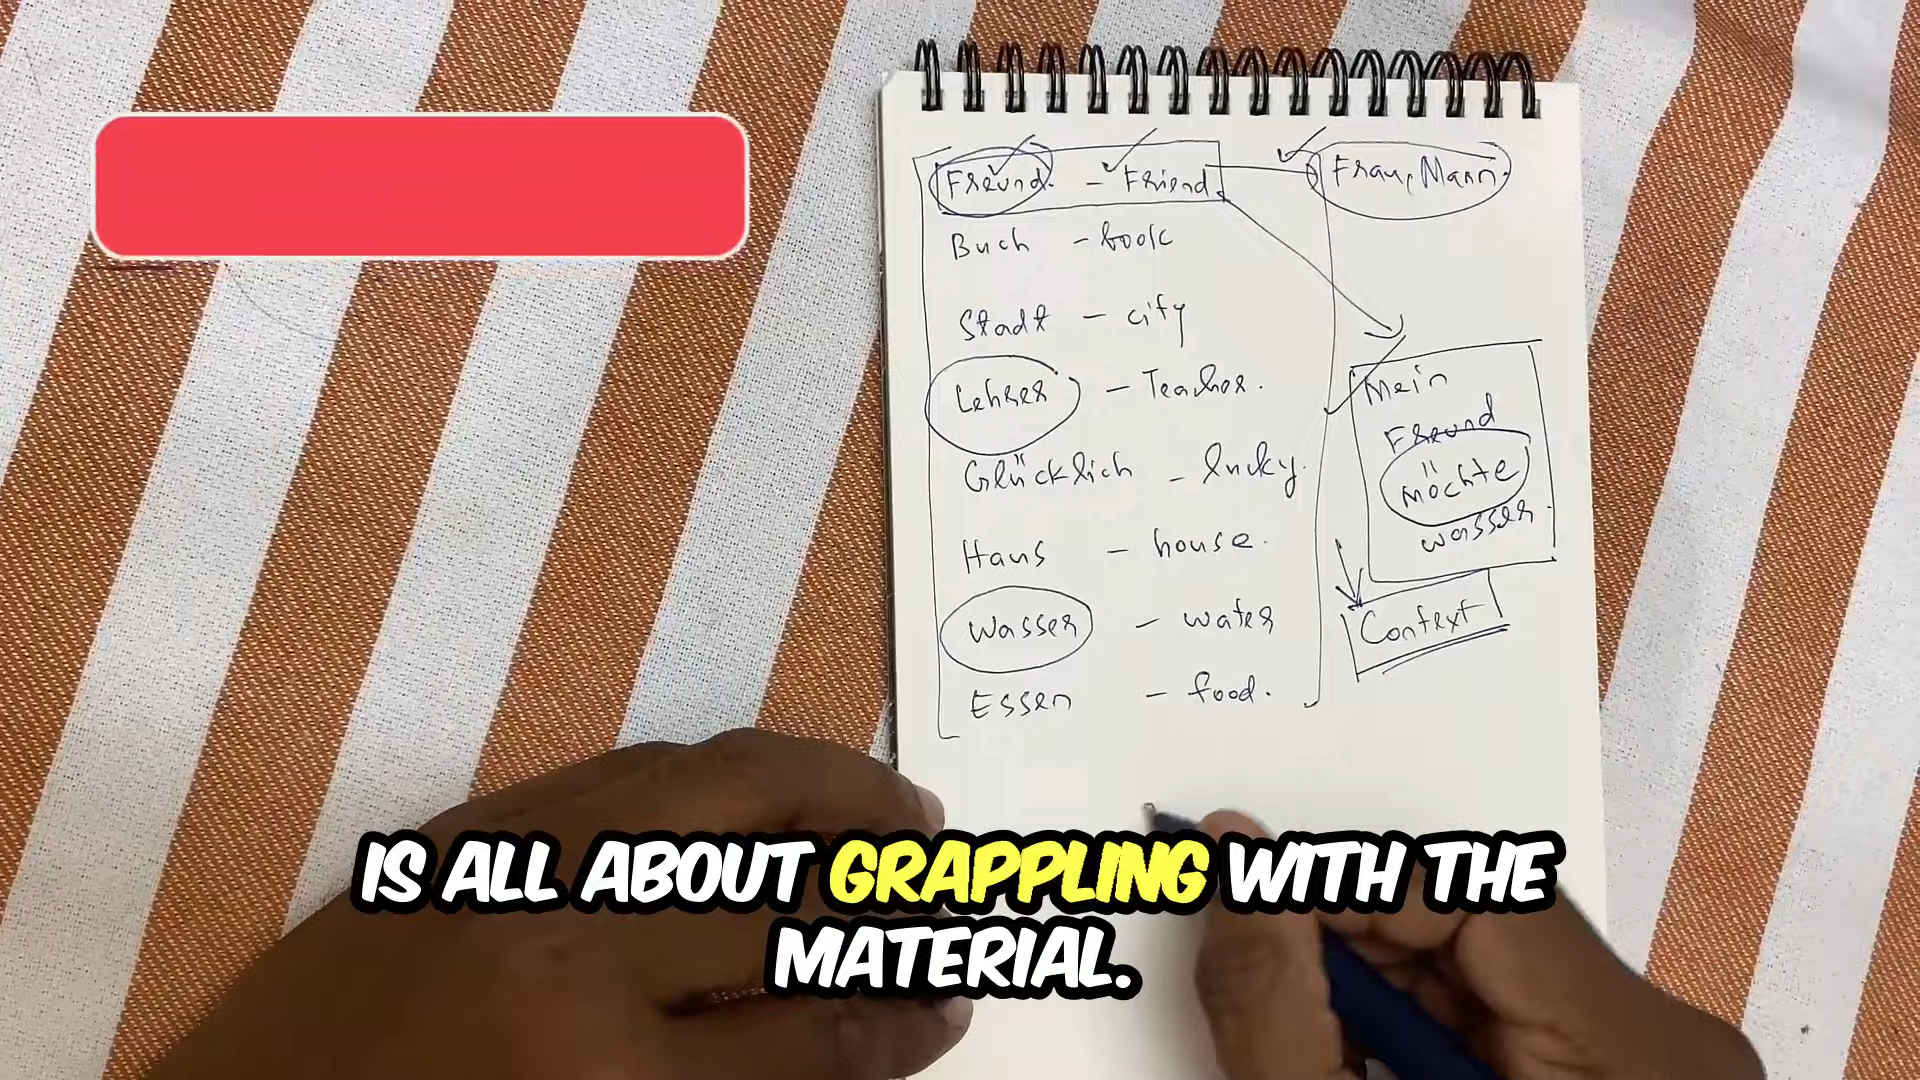 Freund. - Friend. Frau, Mann.
Buch - book
Stadt - city
Lehrer - Teacher.
Glücklich - lucky.
Haus - house.
Wasser - water
Essen - food.
Mein
Freund
möchte
wasser.
Context
IS ALL ABOUT GRAPPLING WITH THE
MATERIAL.